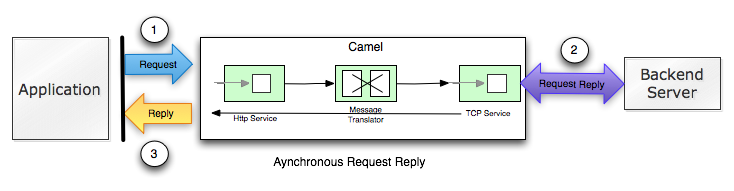 1
Request
Application
Reply
3
Camel
Http Service
Message
Translator
TCP Service
2
Request Reply
Backend
Server
Aynchronous Request Reply